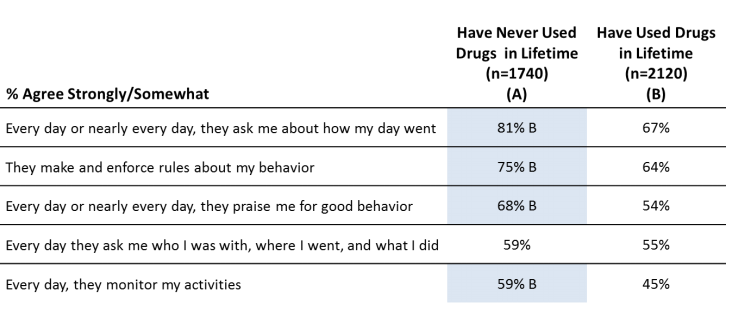 Have Never Used Have Used Drugs
Drugs in Lifetime in Lifetime
(n=1740) (n=2120)
% Agree Strongly/Somewhat (A) (B)
Every day or nearly every day, they ask me about how my day went 81% B 67%
They make and enforce rules about my behavior 75% B 64%
Every day or nearly every day, they praise me for good behavior 68% B 54%
Every day they ask me who I was with, where I went, and what I did 59% 55%
Every day, they monitor my activities 59% B 45%